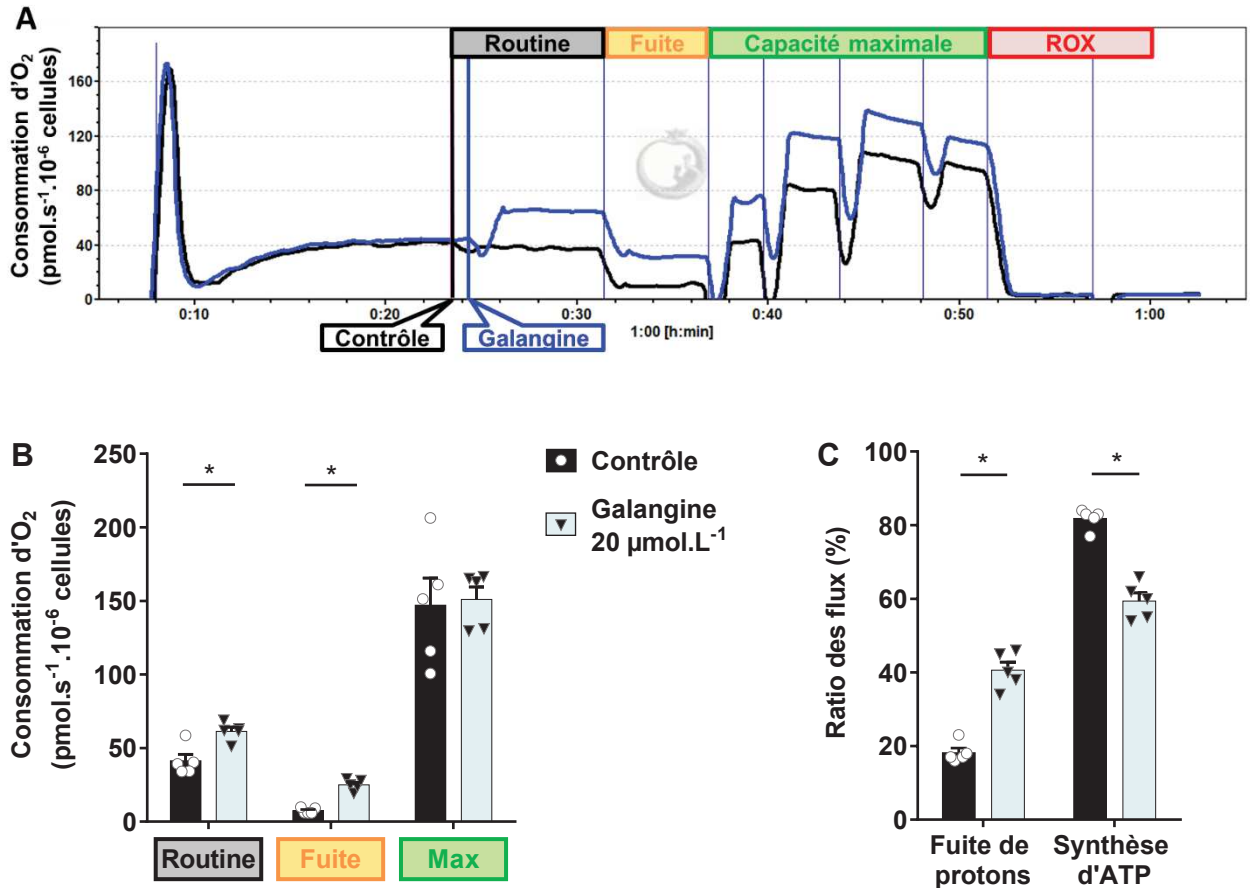 A
Consommation d'O2
(pmol.s-1.10-6 cellules)
160
120
80
40
0
Routine
Fuite
Capacité maximale
ROX
0:10
0:20
0:30
0:40
0:50
1:00
Contrôle
Galangine
1:00 [h:min]
B
Consommation d'O2
(pmol.s-1.10-6 cellules)
250
200
150
100
50
0
*
*
Routine
Fuite
Max
Contrôle
Galangine
20 µmol.L-1
C
Ratio des flux (%)
100
80
60
40
20
0
*
*
Fuite de
protons
Synthèse
d'ATP